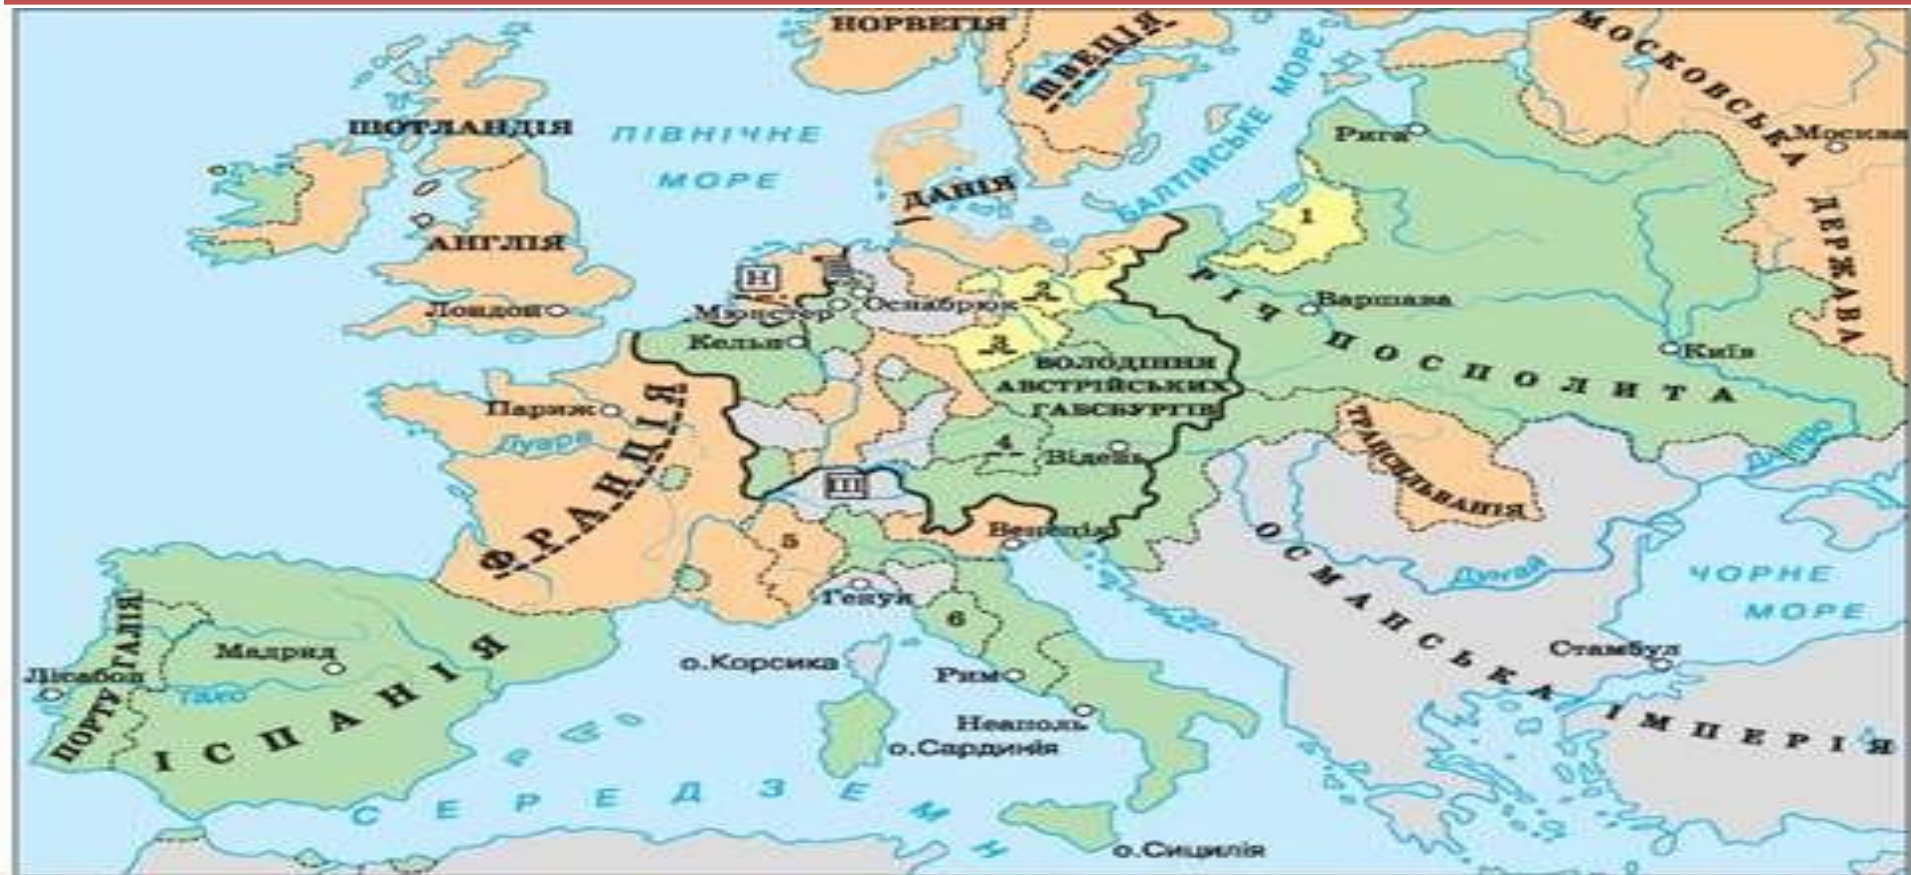 НОРВЕГІЯ
ШВЕЦІЯ
МОСКОВСЬКА ДЕРЖАВА
Москва
ШОТЛАНДІЯ
ПІВНІЧНЕ
МОРЕ
БАЛТІЙСЬКЕ МОРЕ
Рига
ДАНІЯ
АНГЛІЯ
Лондон
Н
1
2
3
Мюнстер
Оснабрюк
Кельн
РІЧ ПОСПОЛИТА
Варшава
Київ
ВОЛОДІННЯ
АВСТРІЙСЬКИХ
ГАБСБУРГІВ
Париж
Луара
ФРАНЦІЯ
4
Відень
ТРАНСИЛЬВАНІЯ
Дніпро
Ш
5
Венеція
Генуя
6
ОСМАНСЬКА ІМПЕРІЯ
Дунай
ЧОРНЕ
МОРЕ
Стамбул
ПОРТУГАЛІЯ
Лісабон
Мадрид
Тахо
ІСПАНІЯ
о.Корсика
Рим
Неаполь
о.Сардинія
СЕРЕДЗЕМН
о.Сицилія